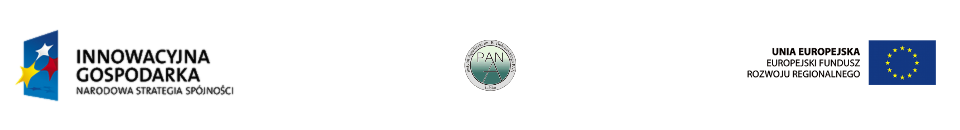 INNOWACYJNA
GOSPODARKA
NARODOWA STRATEGIA SPÓJNOŚCI
PAN
UNIA EUROPEJSKA
EUROPEJSKI FUNDUSZ
ROZWOJU REGIONALNEGO